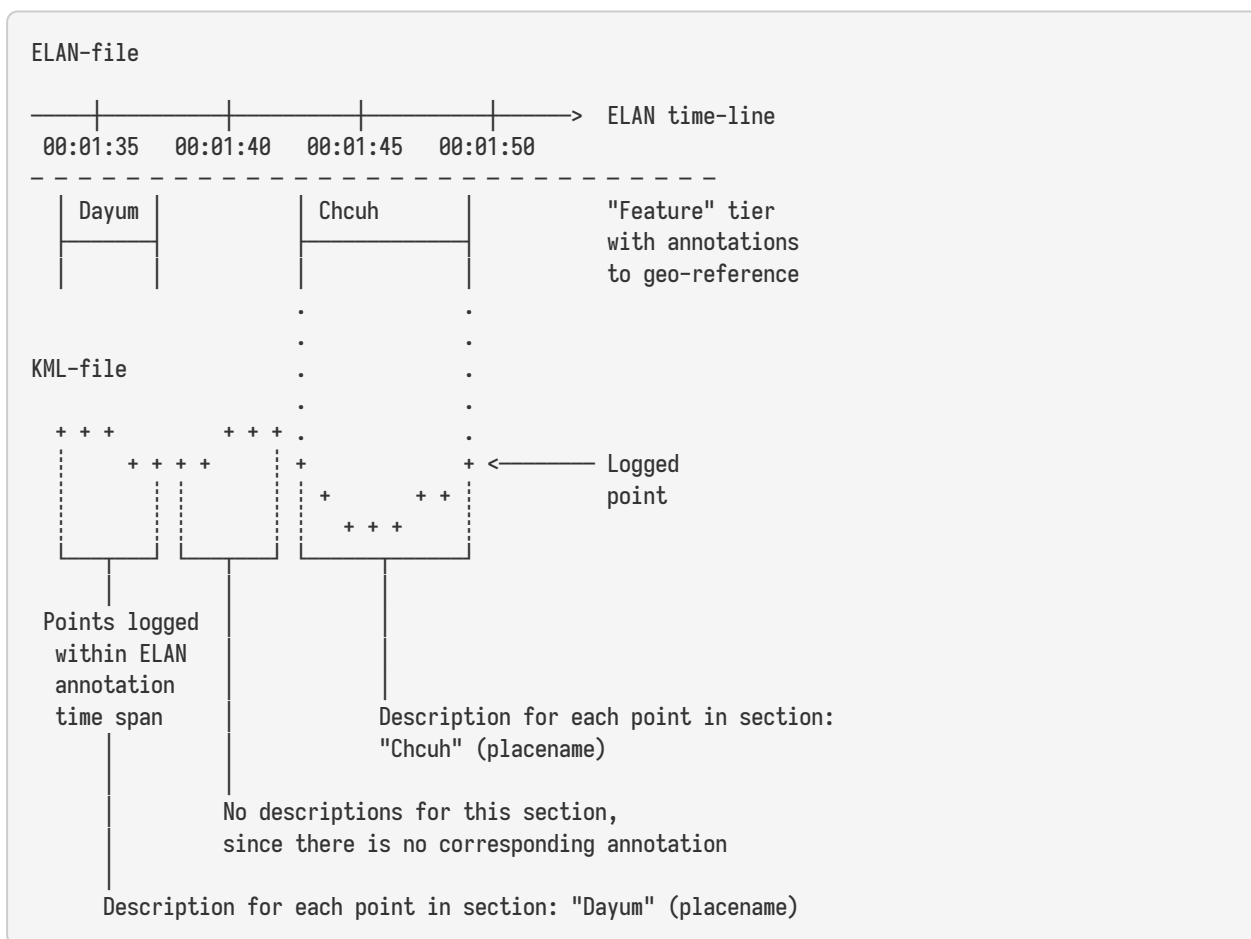 ELAN-file
ELAN time-line
00:01:35 00:01:40 00:01:45 00:01:50
Dayum Chcuh "Feature" tier
with annotations
to geo-reference
KML-file
Logged
point
Points logged
within ELAN
annotation
time span
Description for each point in section:
"Chcuh" (placename)
No descriptions for this section,
since there is no corresponding annotation
Description for each point in section: "Dayum" (placename)